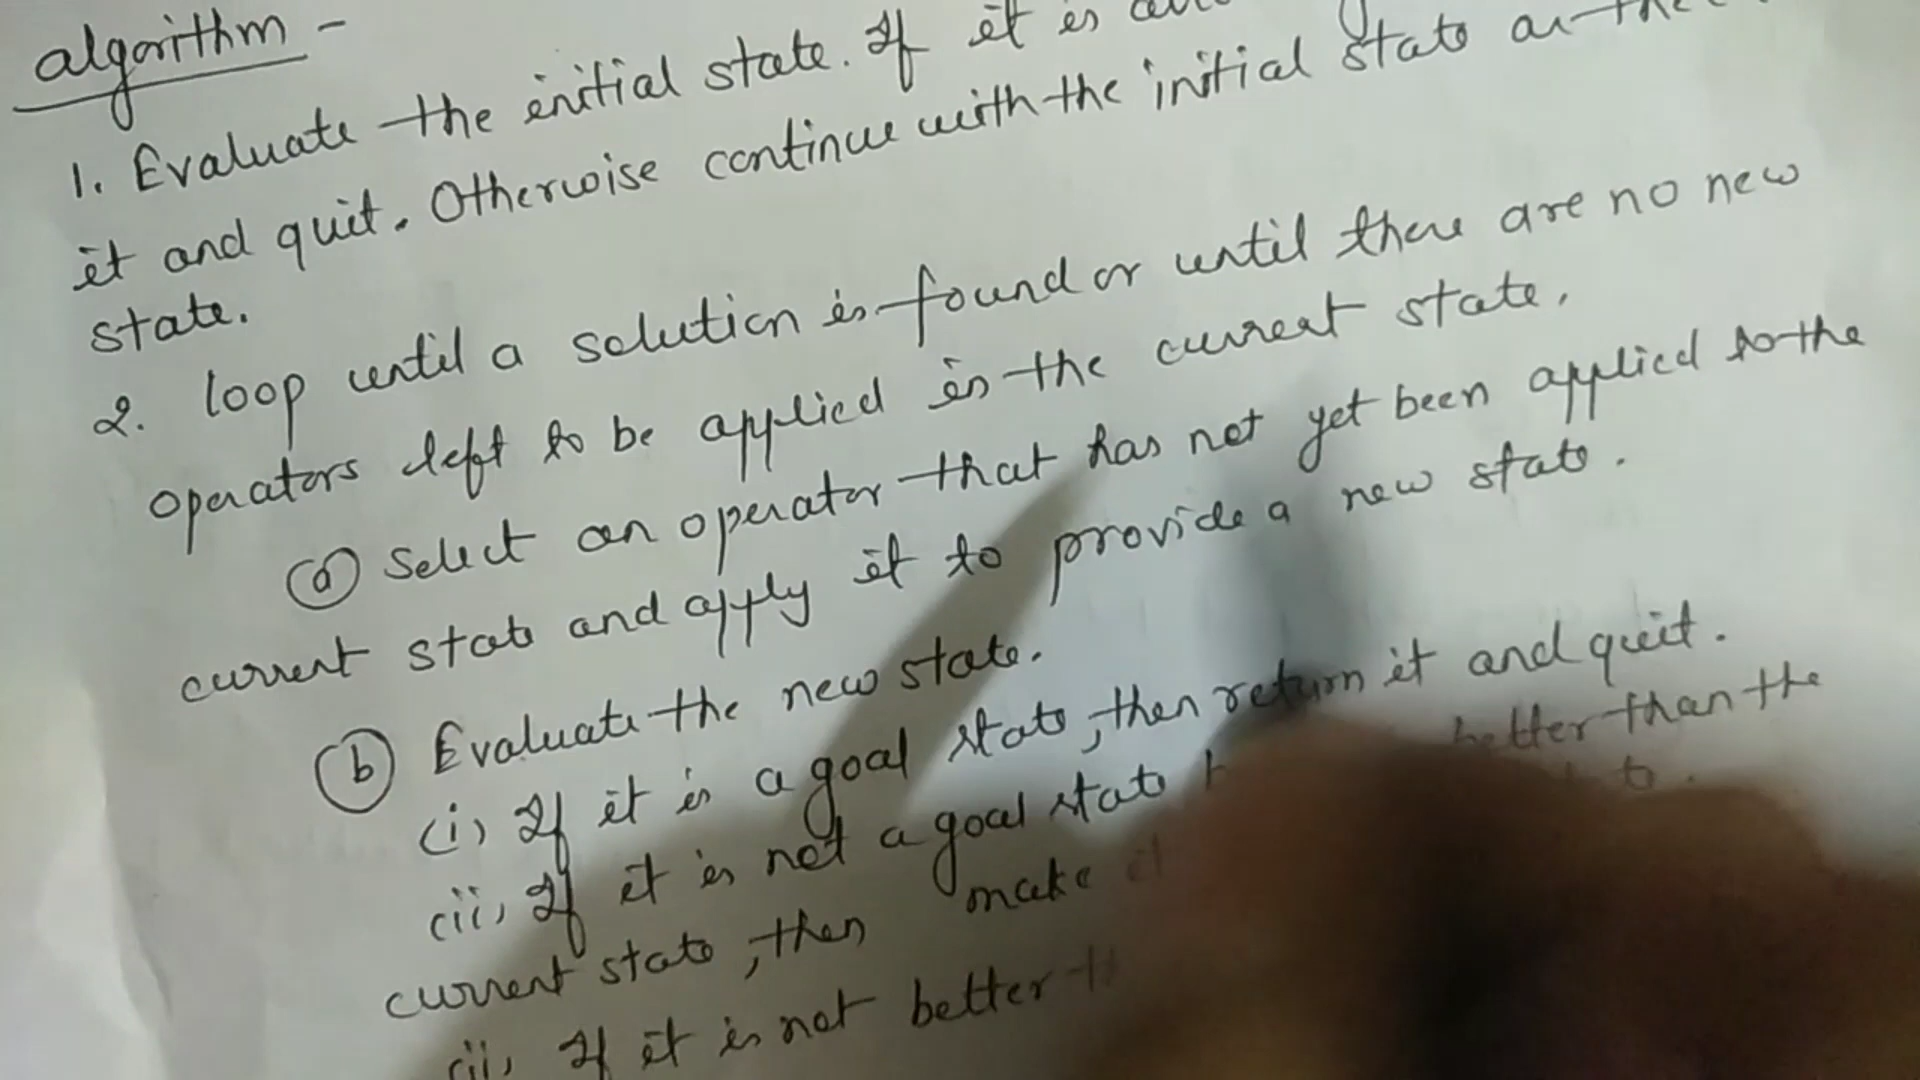 algorithm -
1. Evaluate the initial state. If it is
it and quit. Otherwise continue with the initial state as the
state.
2. loop until a solution is found or until there are no new
operators left to be applied in the current state.
(a) Select an operator that has not yet been applied to the
current state and apply it to provide a new state.
(b) Evaluate the new state.
(i) If it is a goal state, then return it and quit.
(ii) If it is not a goal state better than the
current state, then make it
(ii) If it is not better